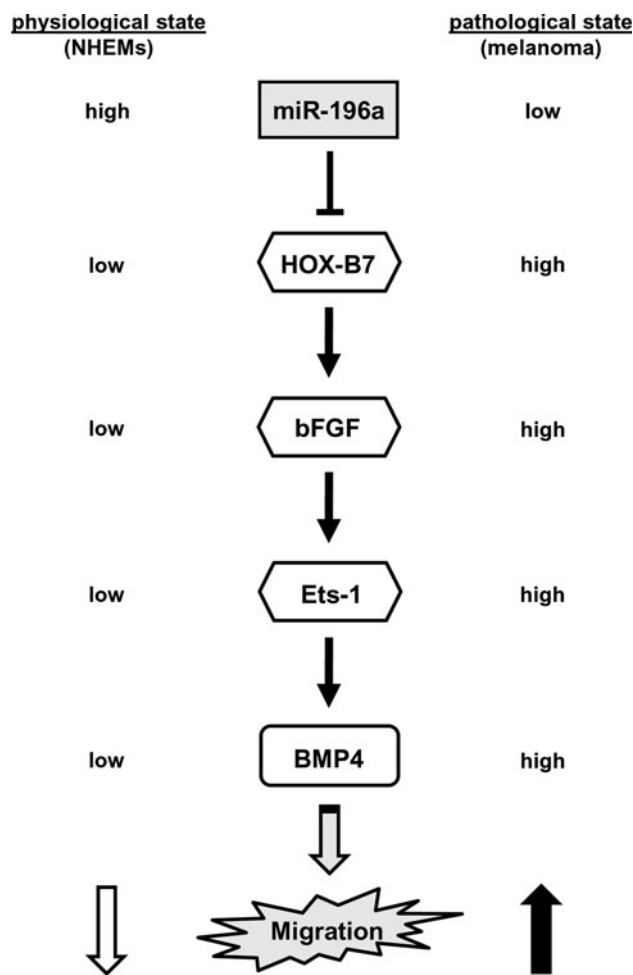 physiological state
(NHEMs)
pathological state
(melanoma)
high
miR-196a
low
low
HOX-B7
high
low
bFGF
high
low
Ets-1
high
low
BMP4
high
Migration